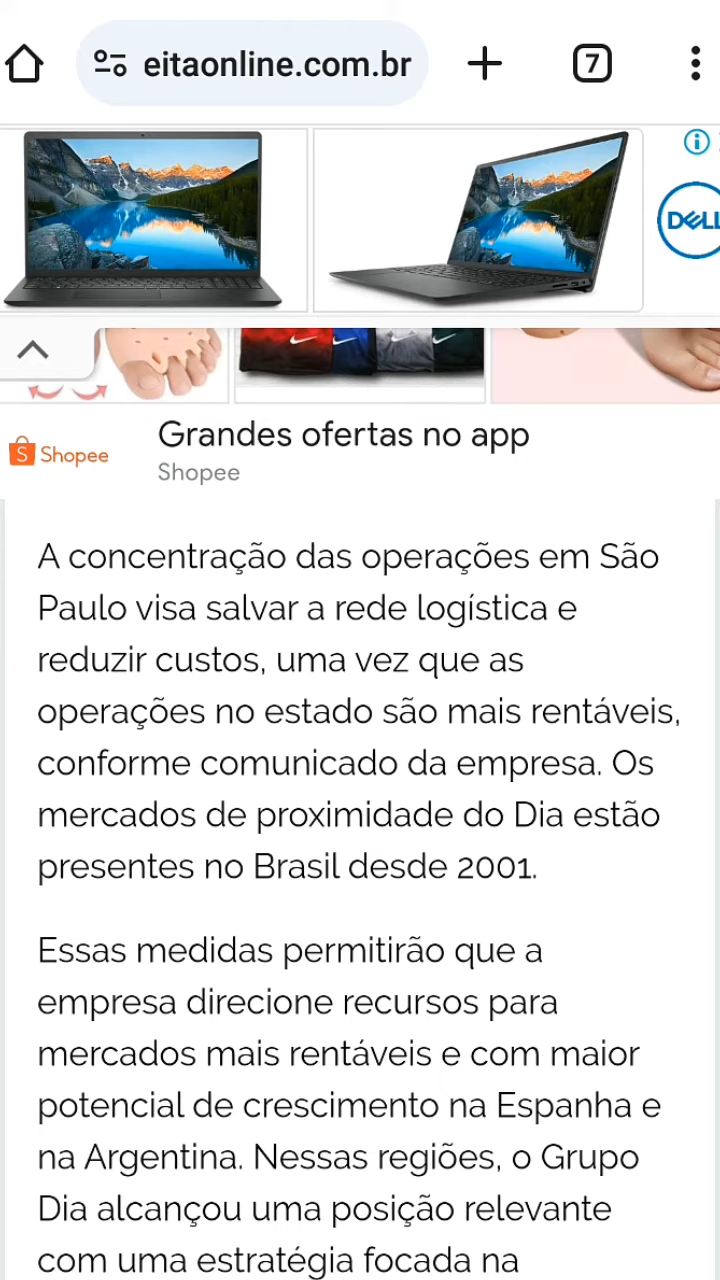 eitaonline.com.br
7
DELL
Grandes ofertas no app
Shopee
Shopee
A concentração das operações em São
Paulo visa salvar a rede logística e
reduzir custos, uma vez que as
operações no estado são mais rentáveis,
conforme comunicado da empresa. Os
mercados de proximidade do Dia estão
presentes no Brasil desde 2001.
Essas medidas permitirão que a
empresa direcione recursos para
mercados mais rentáveis e com maior
potencial de crescimento na Espanha e
na Argentina. Nessas regiões, o Grupo
Dia alcançou uma posição relevante
com uma estratégia focada na